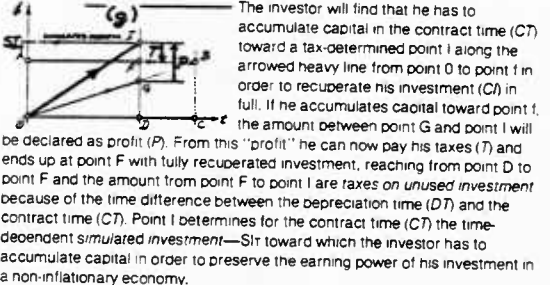 (g)
The investor will find that he has to
accumulate capital in the contract time (CT)
toward a tax-determined point I along the
arrowed heavy line from point 0 to point I in
order to recuperate his investment (CI) in
full. If he accumulates capital toward point I,
the amount between point G and point I will
be declared as profit (P). From this "profit" he can now pay his taxes (T) and
ends up at point F with fully recuperated investment, reaching from point D to
point F and the amount from point F to point I are taxes on unused investment
because of the time difference between the depreciation time (DT) and the
contract time (CT). Point I determines for the contract time (CT) the time-
dependent simulated investment—SIT toward which the investor has to
accumulate capital in order to preserve the earning power of his investment in
a non-inflationary economy.
SI
I
T
P
B
G
D
C
t